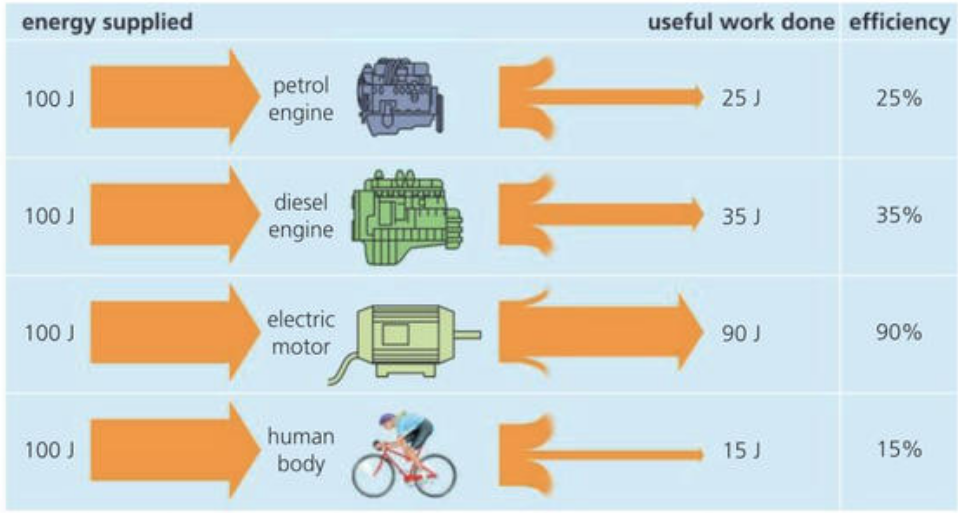 energy supplied useful work done efficiency
100 J petrol engine 25 J 25%
100 J diesel engine 35 J 35%
100 J electric motor 90 J 90%
100 J human body 15 J 15%